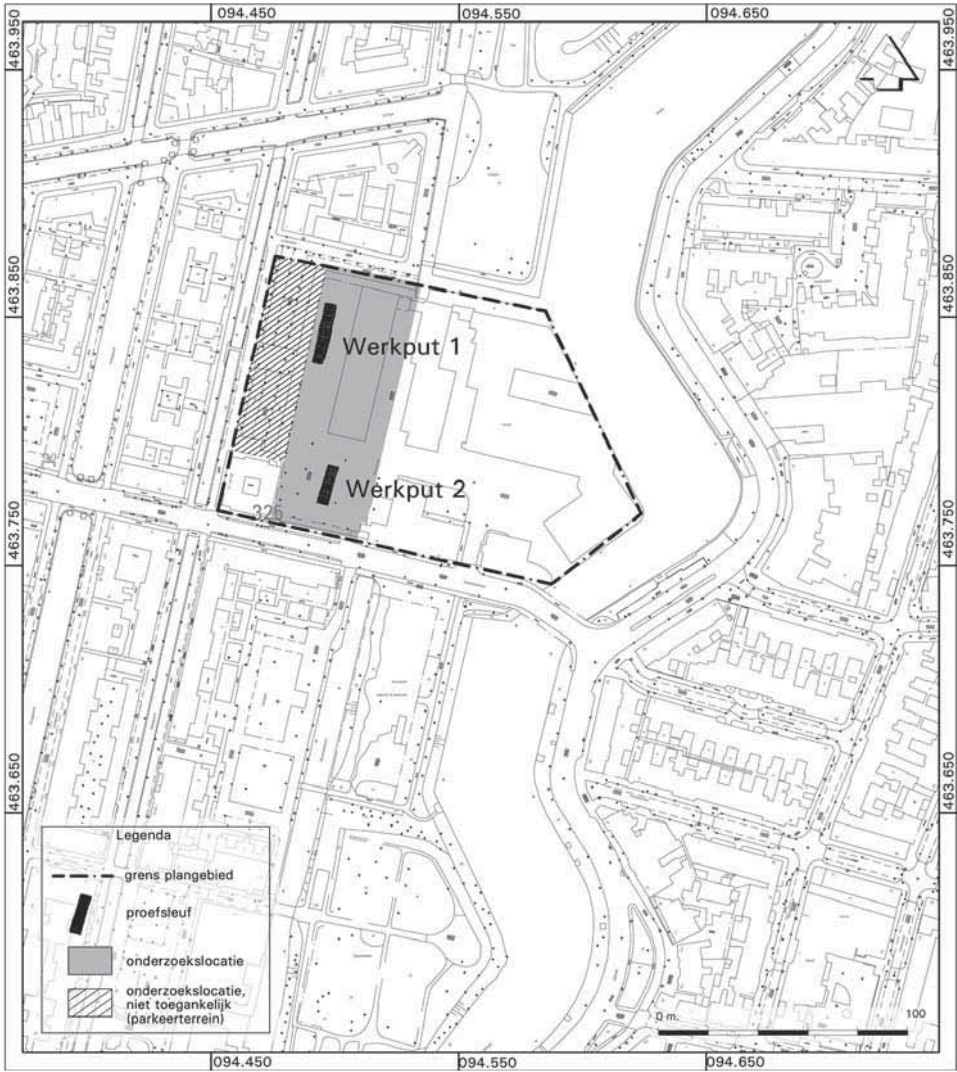 094.450
094.550
094.650
463.950
463.950
463.850
463.850
Werkput 1
Werkput 2
325
463.750
463.750
463.650
463.650
Legenda
grens plangebied
proefsleuf
onderzoekslocatie
onderzoekslocatie,
niet toegankelijk
(parkeerterrein)
0 m.
100
094.450
094.550
094.650